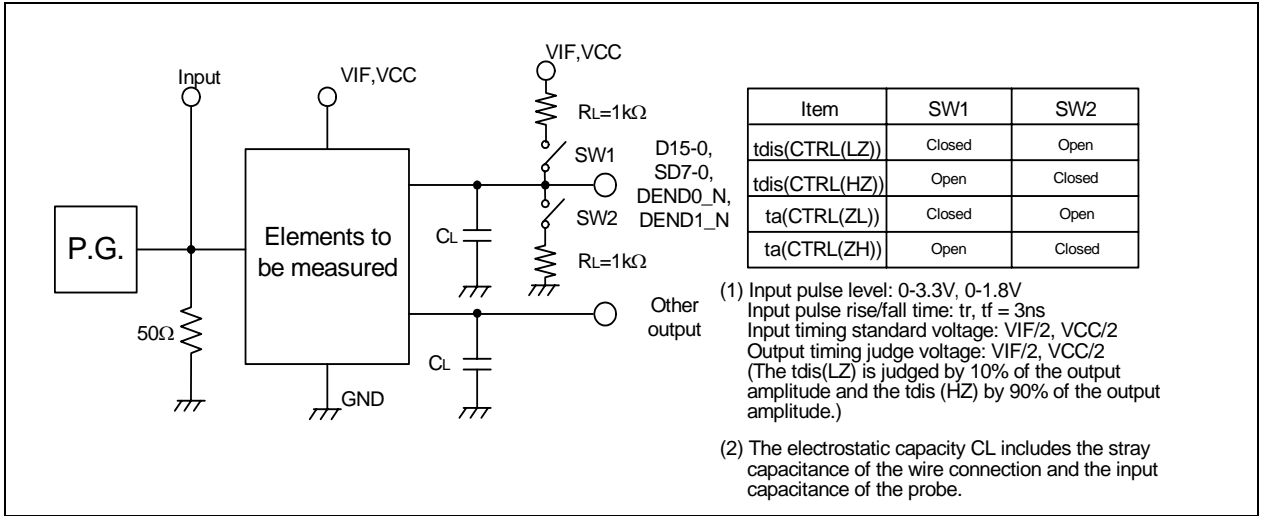 Input
VIF,VCC
VIF,VCC
RL=1kΩ
SW1
D15-0,
SD7-0,
DEND0_N,
DEND1_N
SW2
CL
RL=1kΩ
P.G.
Elements to
be measured
50Ω
Other
output
CL
GND
Item SW1 SW2
tdis(CTRL(LZ)) Closed Open
tdis(CTRL(HZ)) Open Closed
ta(CTRL(ZL)) Closed Open
ta(CTRL(ZH)) Open Closed
(1) Input pulse level: 0-3.3V, 0-1.8V
Input pulse rise/fall time: tr, tf = 3ns
Input timing standard voltage: VIF/2, VCC/2
Output timing judge voltage: VIF/2, VCC/2
(The tdis(LZ) is judged by 10% of the output
amplitude and the tdis (HZ) by 90% of the output
amplitude.)
(2) The electrostatic capacity CL includes the stray
capacitance of the wire connection and the input
capacitance of the probe.